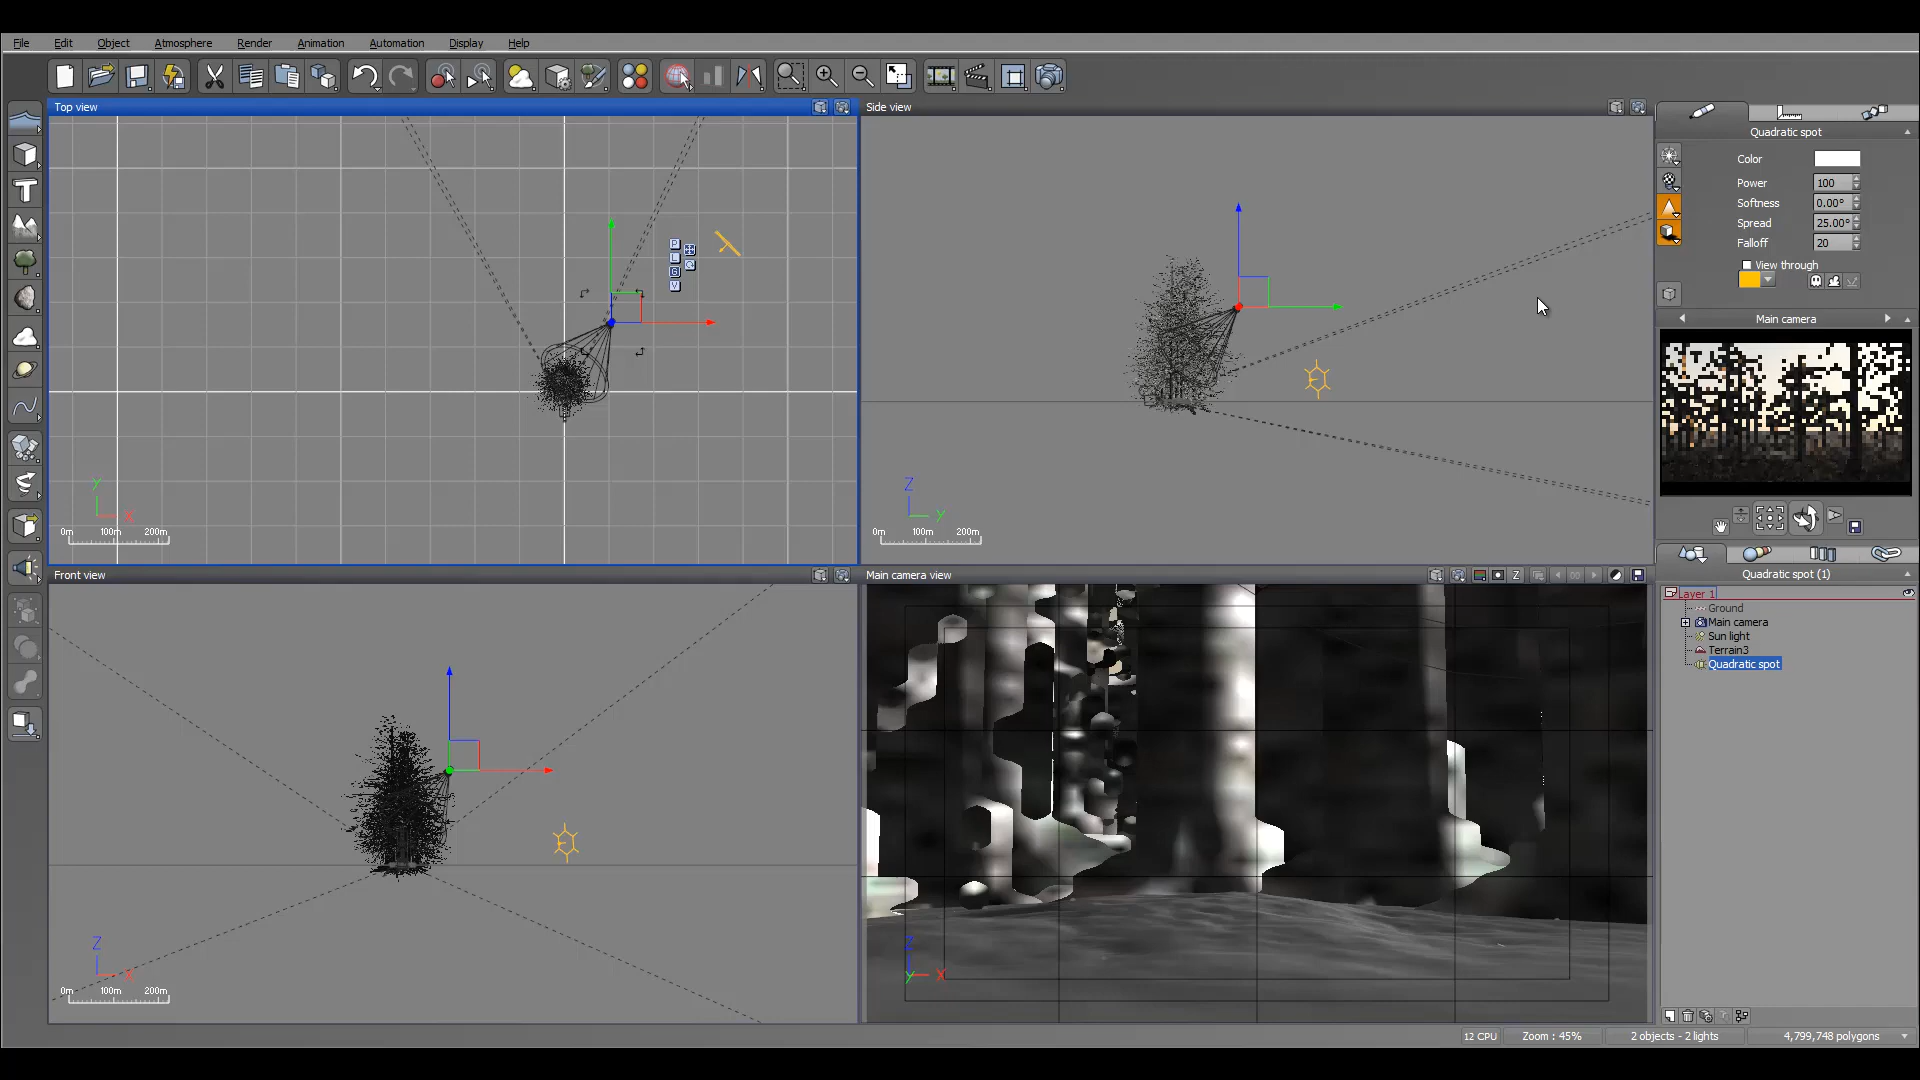 File Edit Object Atmosphere Render Animation Automation Display Help
Top view
Side view
Quadratic spot
Color
Power 100
Softness 0.00°
Spread 25.00°
Falloff 20
View through
P
L
G
V
Main camera
Y
X
0m 100m 200m
Z
y
0m 100m 200m
Front view
Main camera view
Z
Quadratic spot (1)
Layer 1
Ground
Main camera
Sun light
Terrain3
Quadratic spot
Z
X
0m 100m 200m
Z
y
X
12 CPU
Zoom : 45%
2 objects - 2 lights
4,799,748 polygons